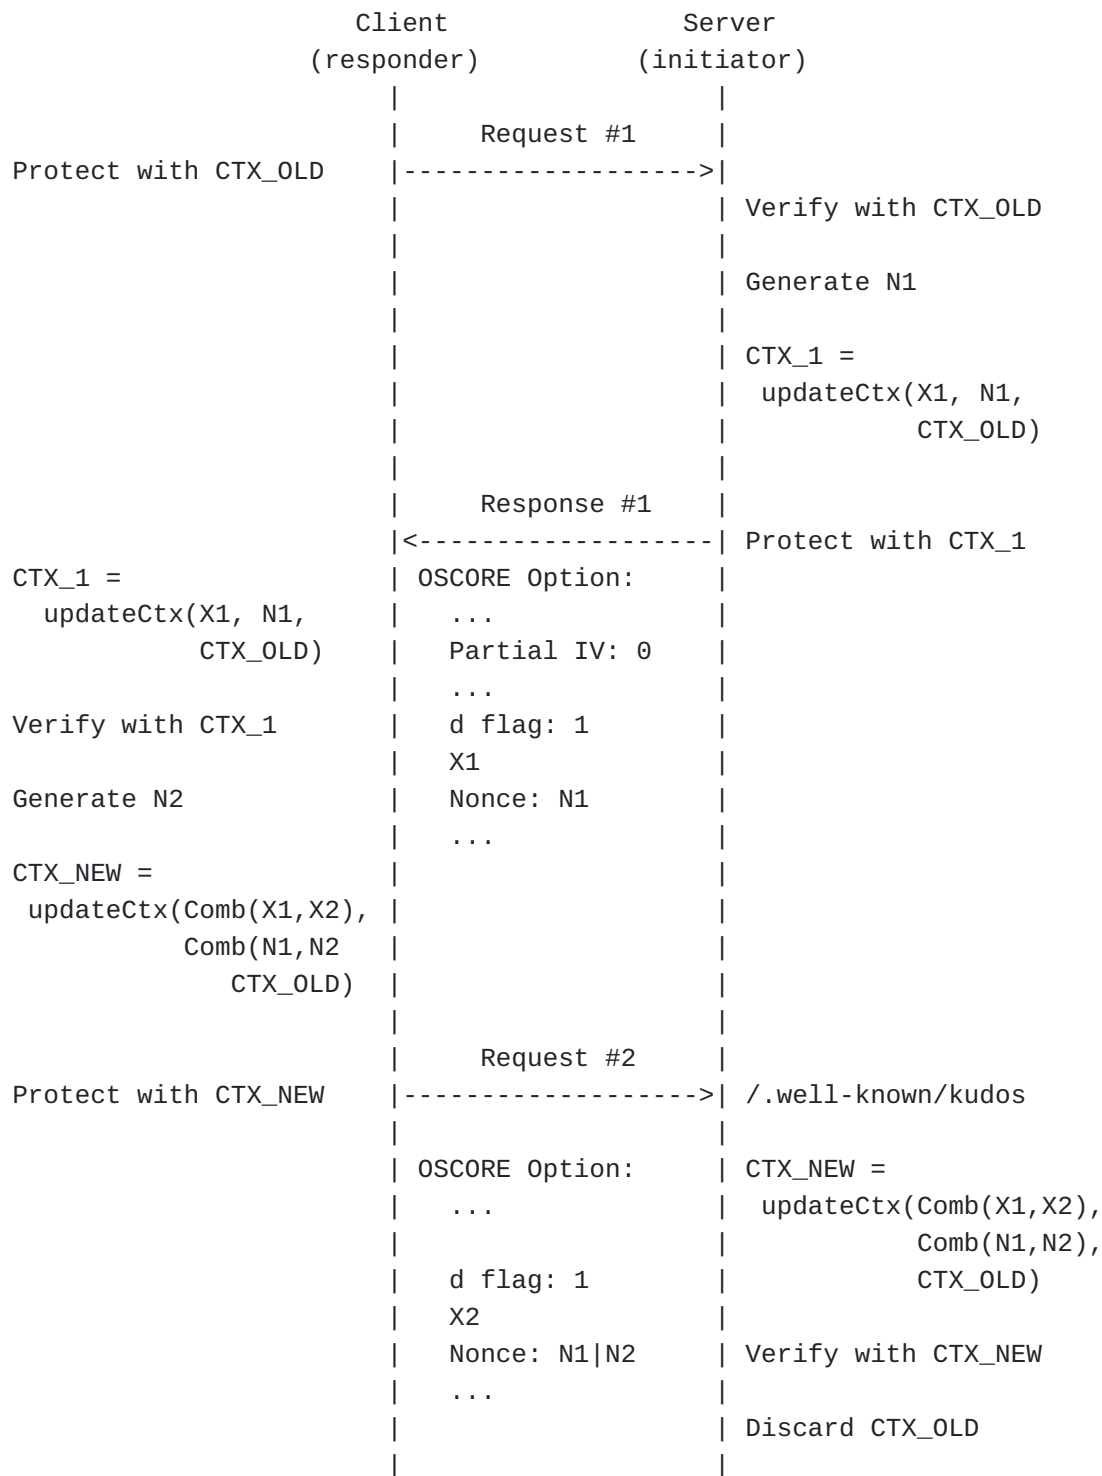 Client               Server
                   (responder)          (initiator)
                        |                    |
                        |     Request #1     |
Protect with CTX_OLD    |------------------->|
                        |                    | Verify with CTX_OLD
                        |                    |
                        |                    | Generate N1
                        |                    |
                        |                    | CTX_1 =
                        |                    |  updateCtx(X1, N1,
                        |                    |            CTX_OLD)
                        |                    |
                        |     Response #1    |
                        |<-------------------| Protect with CTX_1
CTX_1 =                 | OSCORE Option:     |
  updateCtx(X1, N1,     |   ...              |
            CTX_OLD)    |   Partial IV: 0    |
                        |   ...              |
Verify with CTX_1       |   d flag: 1        |
                        |   X1               |
Generate N2             |   Nonce: N1        |
                        |   ...              |
CTX_NEW =               |                    |
 updateCtx(Comb(X1,X2), |                    |
           Comb(N1,N2   |                    |
              CTX_OLD)  |                    |
                        |                    |
                        |     Request #2     |
Protect with CTX_NEW    |------------------->| /.well-known/kudos
                        |                    |
                        | OSCORE Option:     | CTX_NEW =
                        |   ...              |  updateCtx(Comb(X1,X2),
                        |                    |            Comb(N1,N2),
                        |   d flag: 1        |            CTX_OLD)
                        |   X2               |
                        |   Nonce: N1|N2     | Verify with CTX_NEW
                        |   ...              |
                        |                    | Discard CTX_OLD
                        |                    |